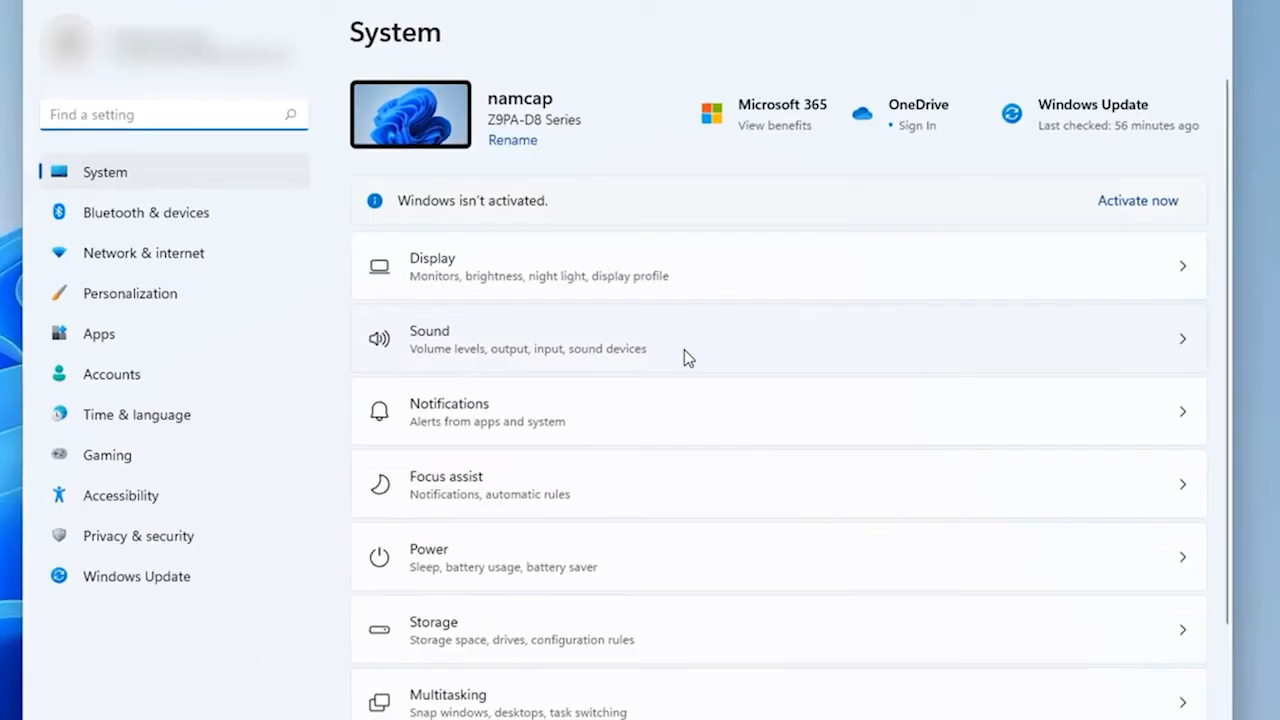 System
namcap
Z9PA-D8 Series
Rename
Microsoft 365
View benefits
OneDrive
• Sign In
Windows Update
Last checked: 56 minutes ago
Find a setting
System
Bluetooth & devices
Network & internet
Personalization
Apps
Accounts
Time & language
Gaming
Accessibility
Privacy & security
Windows Update
Windows isn't activated.
Activate now
Display
Monitors, brightness, night light, display profile
Sound
Volume levels, output, input, sound devices
Notifications
Alerts from apps and system
Focus assist
Notifications, automatic rules
Power
Sleep, battery usage, battery saver
Storage
Storage space, drives, configuration rules
Multitasking
Snap windows, desktops, task switching